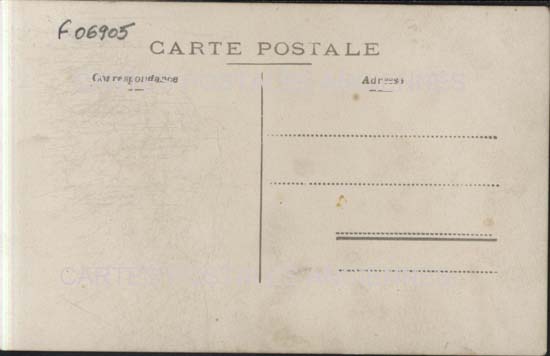 F 06905
CARTE POSTALE
Correspondance
Adresse